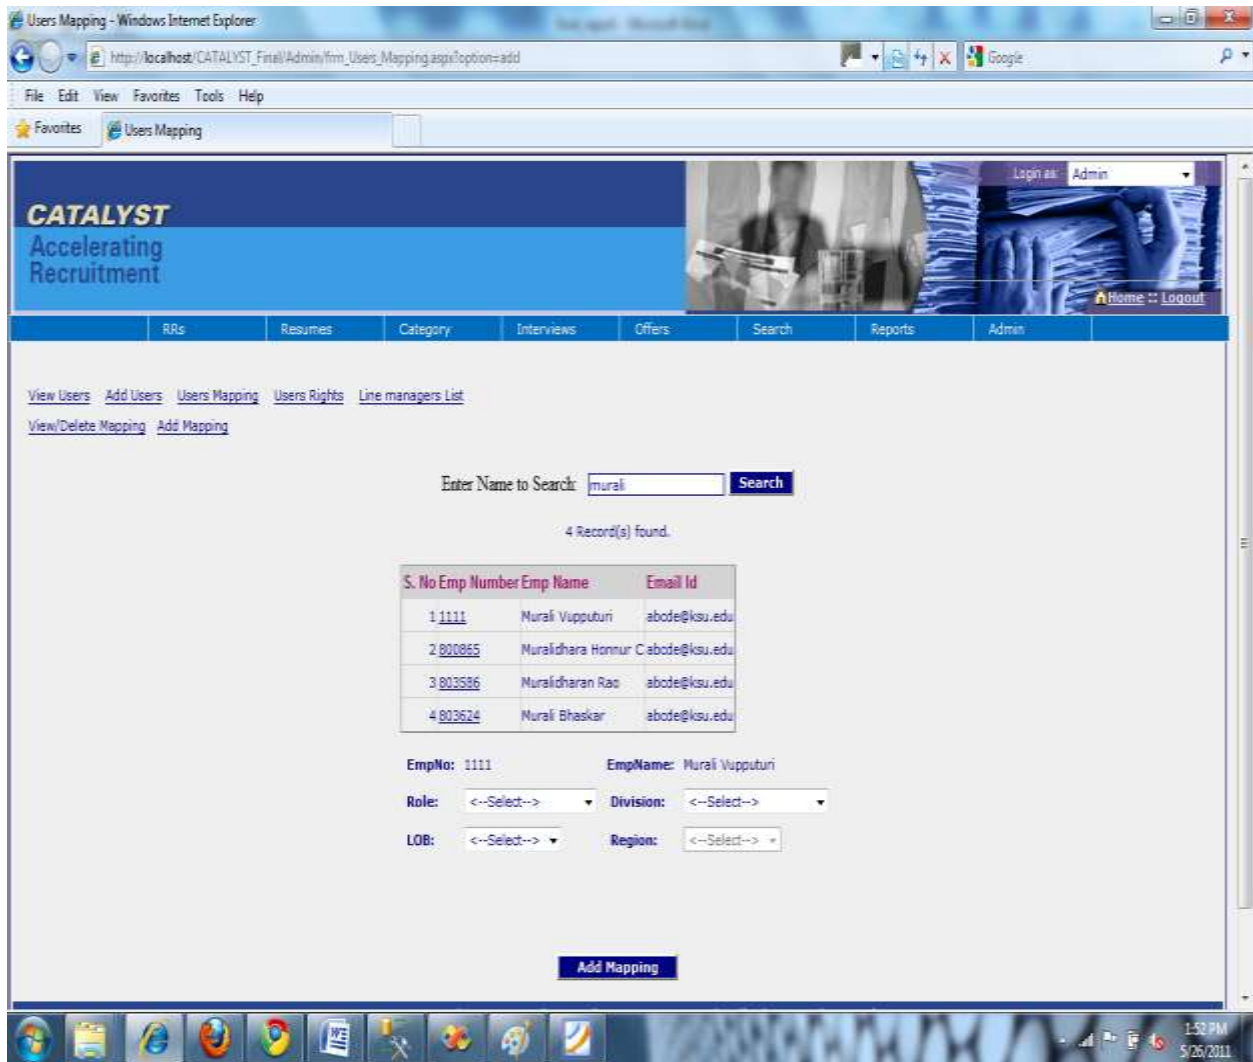 Users Mapping - Windows Internet Explorer
http://localhost/CATALYST_Final/Admin/frm_Users_Mapping.aspx?option=add
Google
File Edit View Favorites Tools Help
Favorites Users Mapping
Login as: Admin
CATALYST
Accelerating
Recruitment
Home :: Logout
RRs Resumes Category Interviews Offers Search Reports Admin
View Users Add Users Users Mapping Users Rights Line managers List
View/Delete Mapping Add Mapping
Enter Name to Search: murali Search
4 Record(s) found.
S. No Emp Number Emp Name Email Id
1 1111 Murali Vupputuri abcde@ksu.edu
2 800865 Muralidhara Honnur C abcde@ksu.edu
3 803586 Muralidharan Rao abcde@ksu.edu
4 803624 Murali Bhaskar abcde@ksu.edu
EmpNo: 1111 EmpName: Murali Vupputuri
Role: <--Select--> Division: <--Select-->
LOB: <--Select--> Region: <--Select-->
Add Mapping
1:52 PM
5/26/2011